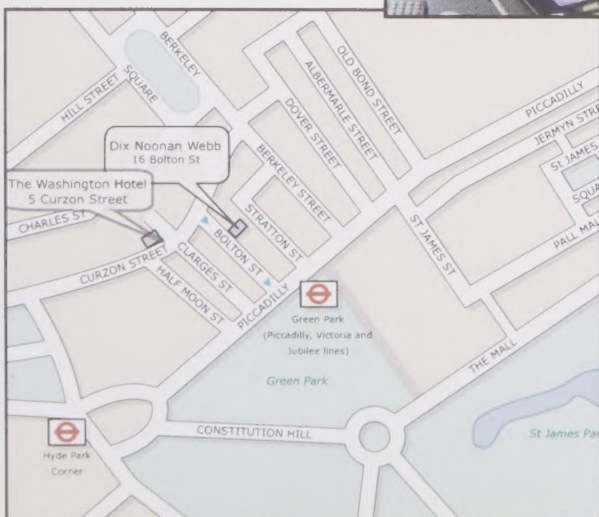 BERKELEY
SQUARE
HILL STREET
OLD BOND STREET
ALBERMARLE STREET
DOVER STREET
PICCADILLY
JERMYN STRE
St JAMES
SQUA
PALL MAL
Dix Noonan Webb
16 Bolton St
BERKELEY STREET
The Washington Hotel
5 Curzon Street
CHARLES ST
STRATTON ST
BOLTON ST
CLARGES ST
CURZON STREET
HALF MOON ST
PICCADILLY
ST JAMES ST
Green Park
(Piccadilly, Victoria and
Jubilee lines)
THE MALL
Green Park
CONSTITUTION HILL
St James Par
Hyde Park
Corner